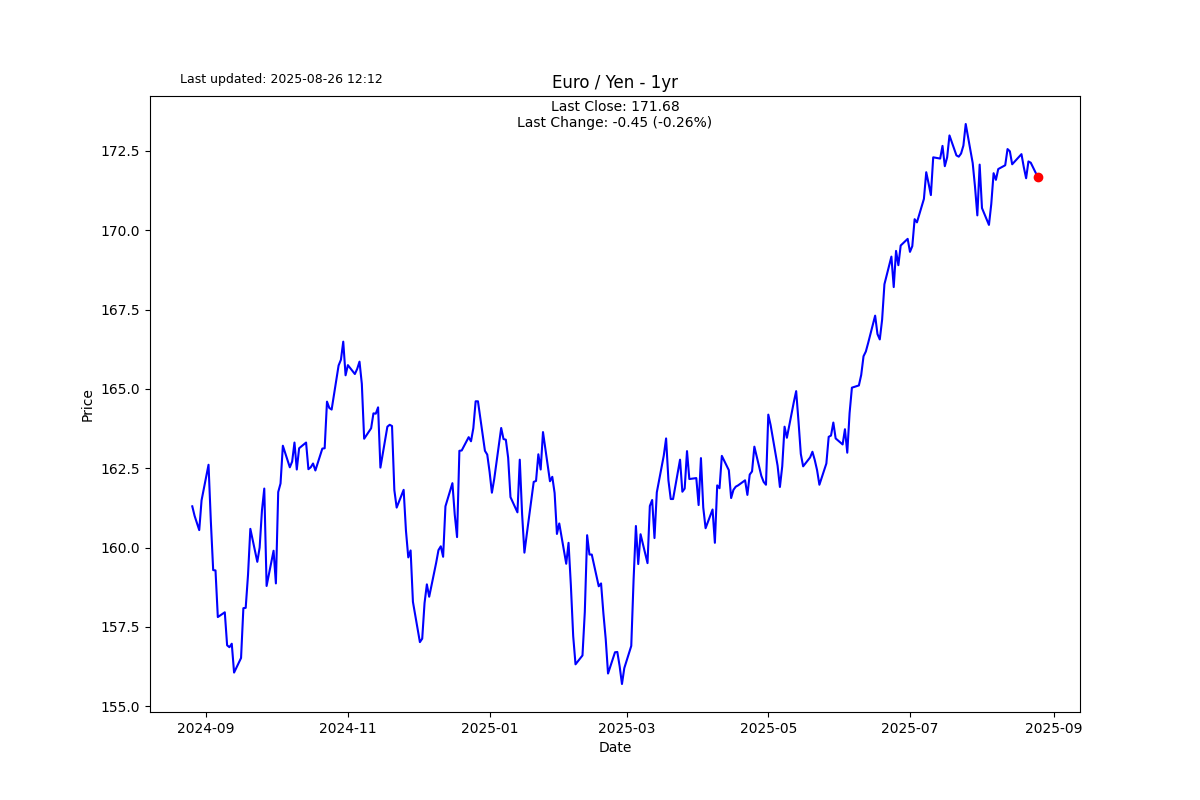 Last updated: 2025-08-26 12:12
Euro / Yen - 1yr
Last Close: 171.68
Last Change: -0.45 (-0.26%)
172.5
170.0
167.5
165.0
162.5
160.0
157.5
155.0
Price
2024-09 2024-11 2025-01 2025-03 2025-05 2025-07 2025-09
Date